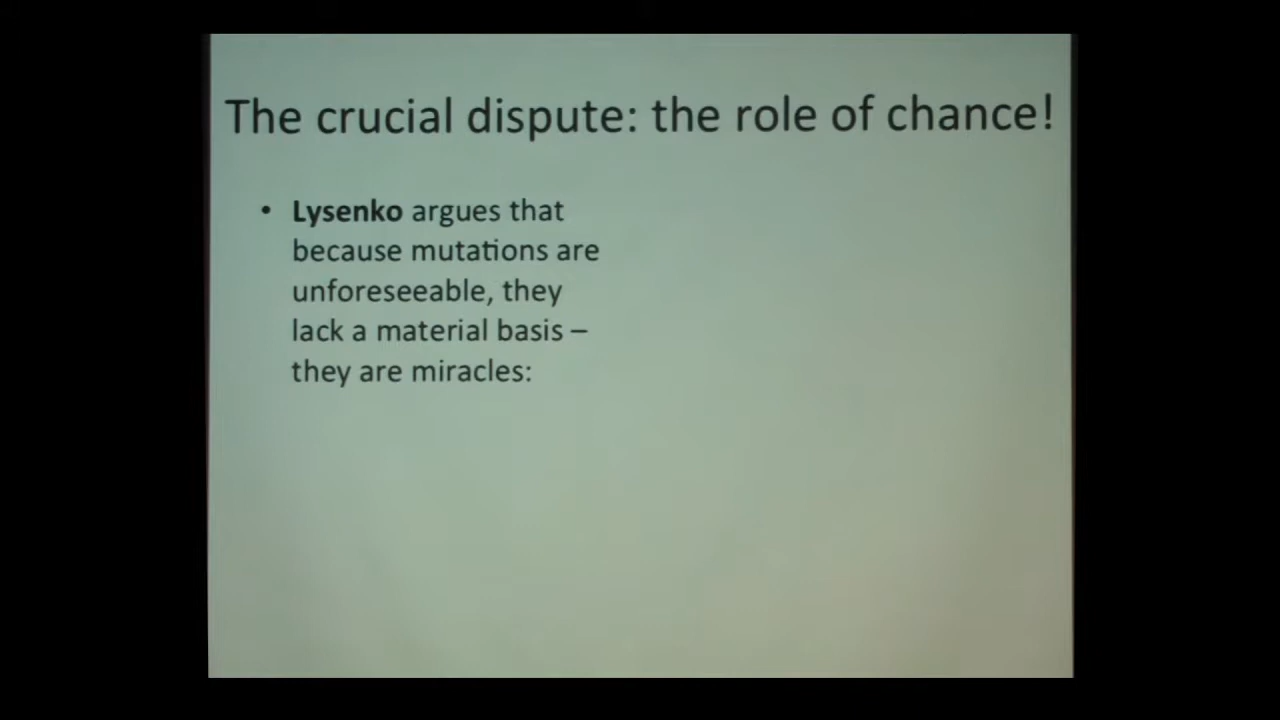 The crucial dispute: the role of chance!
• Lysenko argues that
because mutations are
unforeseeable, they
lack a material basis –
they are miracles: